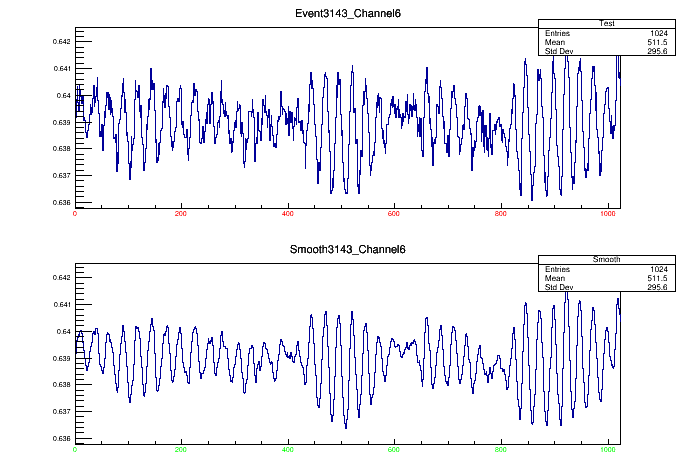 Event3143_Channel6
Test
Entries 1024
Mean 511.5
Std Dev 295.6
0.642
0.641
0.64
0.639
0.638
0.637
0.636
0 200 400 600 800 1000
Smooth3143_Channel6
Smooth
Entries 1024
Mean 511.5
Std Dev 295.6
0.642
0.641
0.64
0.639
0.638
0.637
0.636
0 200 400 600 800 1000